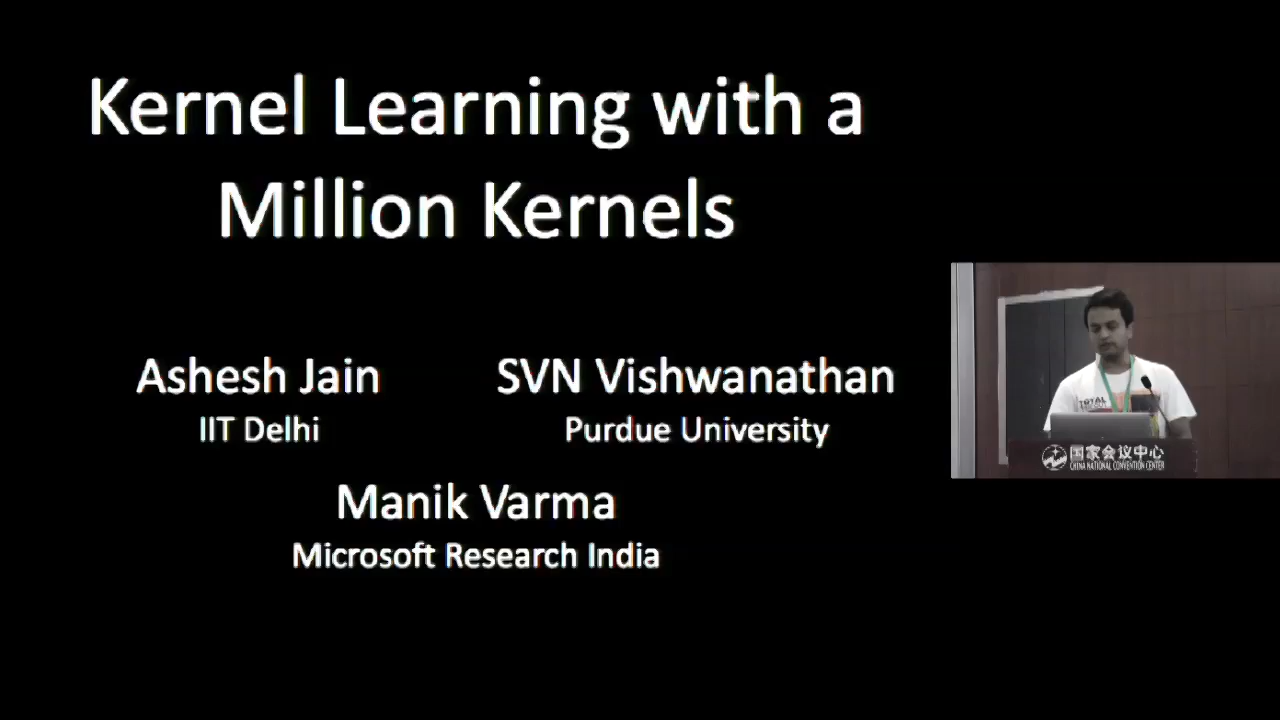 Kernel Learning with a
Million Kernels
Ashesh Jain
SVN Vishwanathan
IIT Delhi
Purdue University
Manik Varma
Microsoft Research India
TOTAL
国家会议中心
CHINA NATIONAL CONVENTION CENTER